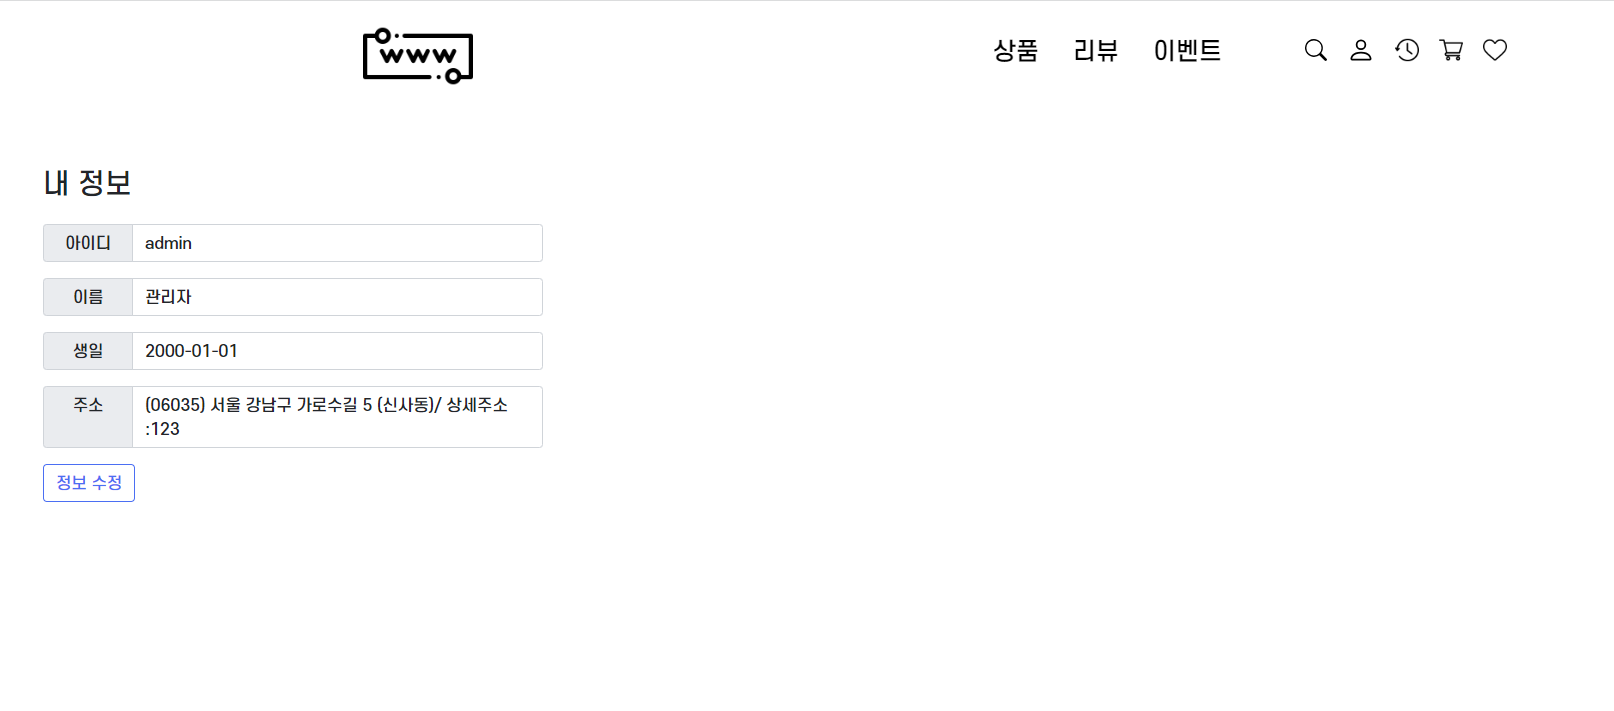 www
상품 리뷰 이벤트
내 정보
아이디 admin
이름 관리자
생일 2000-01-01
주소 (06035) 서울 강남구 가로수길 5 (신사동)/ 상세주소
:123
정보 수정